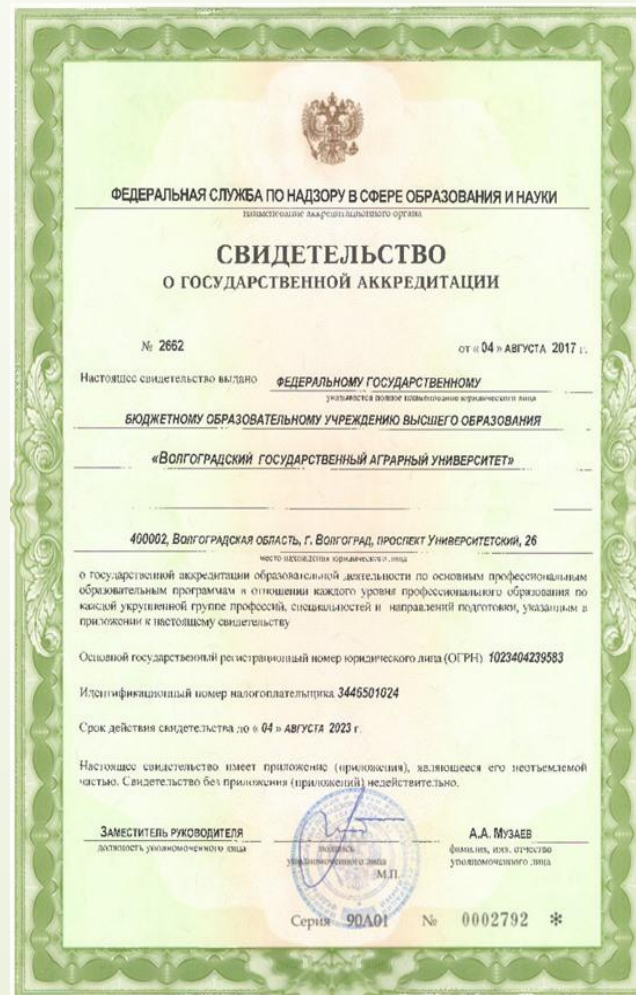 ФЕДЕРАЛЬНАЯ СЛУЖБА ПО НАДЗОРУ В СФЕРЕ ОБРАЗОВАНИЯ И НАУКИ
наименование аккредитационного органа
СВИДЕТЕЛЬСТВО
О ГОСУДАРСТВЕННОЙ АККРЕДИТАЦИИ
№ 2662 от « 04 » АВГУСТА 2017 г.
Настоящее свидетельство выдано ФЕДЕРАЛЬНОМУ ГОСУДАРСТВЕННОМУ
указывается полное наименование юридического лица
БЮДЖЕТНОМУ ОБРАЗОВАТЕЛЬНОМУ УЧРЕЖДЕНИЮ ВЫСШЕГО ОБРАЗОВАНИЯ
«ВОЛГОГРАДСКИЙ ГОСУДАРСТВЕННЫЙ АГРАРНЫЙ УНИВЕРСИТЕТ»
400002, ВОЛГОГРАДСКАЯ ОБЛАСТЬ, Г. ВОЛГОГРАД, ПРОСПЕКТ УНИВЕРСИТЕТСКИЙ, 26
место нахождения юридического лица
о государственной аккредитации образовательной деятельности по основным профессиональным
образовательным программам в отношении каждого уровня профессионального образования по
каждой укрупненной группе профессий, специальностей и направлений подготовки, указанным в
приложении к настоящему свидетельству
Основной государственный регистрационный номер юридического лица (ОГРН) 1023404239583
Идентификационный номер налогоплательщика 3446501024
Срок действия свидетельства до « 04 » АВГУСТА 2023 г.
Настоящее свидетельство имеет приложение (приложения), являющееся его неотъемлемой
частью. Свидетельство без приложения (приложений) недействительно.
ЗАМЕСТИТЕЛЬ РУКОВОДИТЕЛЯ А.А. МУЗАЕВ
должность уполномоченного лица подпись уполномоченного лица фамилия, имя, отчество уполномоченного лица
М.П.
Серия 90А01 № 0002792 *